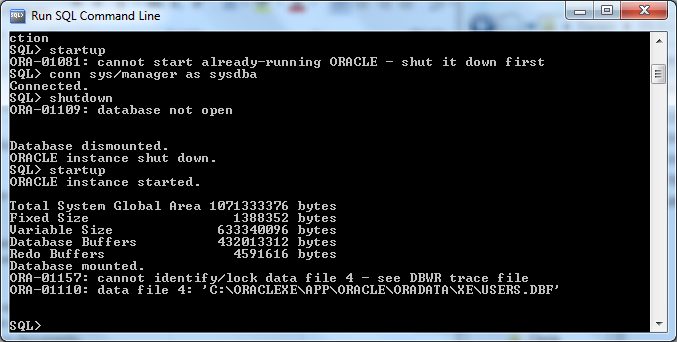 Run SQL Command Line
ction
SQL> startup
ORA-01081: cannot start already-running ORACLE - shut it down first
SQL> conn sys/manager as sysdba
Connected.
SQL> shutdown
ORA-01109: database not open
Database dismounted.
ORACLE instance shut down.
SQL> startup
ORACLE instance started.
Total System Global Area 1071333376 bytes
Fixed Size                  1388352 bytes
Variable Size             633340096 bytes
Database Buffers          432013312 bytes
Redo Buffers                4591616 bytes
Database mounted.
ORA-01157: cannot identify/lock data file 4 - see DBWR trace file
ORA-01110: data file 4: 'C:\ORACLEXE\APP\ORACLE\ORADATA\XE\USERS.DBF'
SQL>